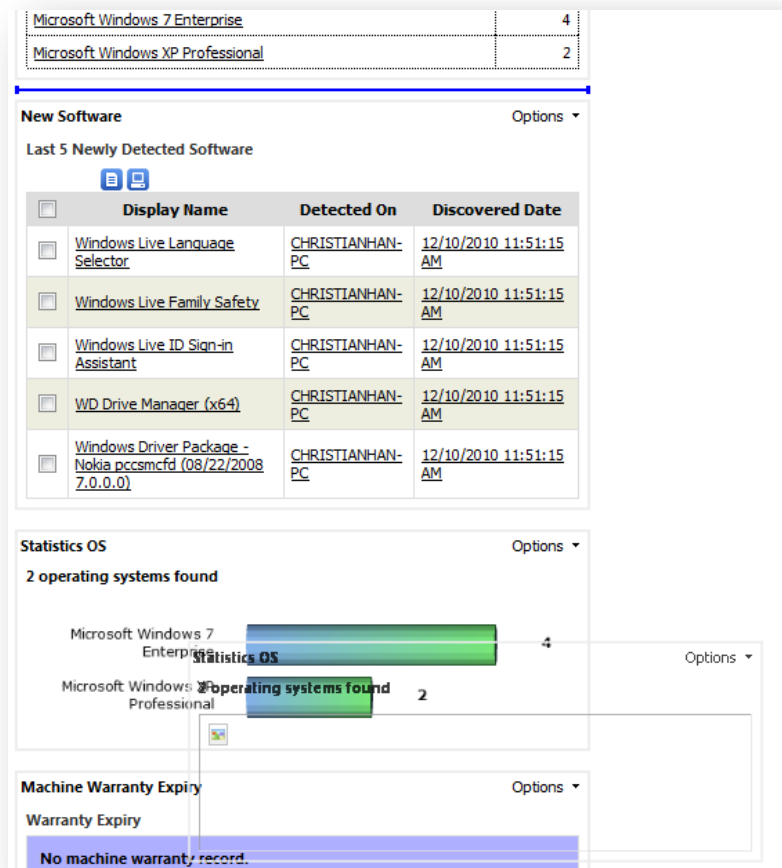 Microsoft Windows 7 Enterprise 4
Microsoft Windows XP Professional 2
New Software Options
Last 5 Newly Detected Software
Display Name Detected On Discovered Date
Windows Live Language
Selector
CHRISTIANHAN-
PC
12/10/2010 11:51:15
AM
Windows Live Family Safety
CHRISTIANHAN-
PC
12/10/2010 11:51:15
AM
Windows Live ID Sign-in
Assistant
CHRISTIANHAN-
PC
12/10/2010 11:51:15
AM
WD Drive Manager (x64)
CHRISTIANHAN-
PC
12/10/2010 11:51:15
AM
Windows Driver Package -
Nokia pccsmcfd (08/22/2008
7.0.0.0)
CHRISTIANHAN-
PC
12/10/2010 11:51:15
AM
Statistics OS Options
2 operating systems found
Microsoft Windows 7
Enterprise
4
Statistics OS Options
Microsoft Windows XP
Professional
2
2 operating systems found
Machine Warranty Expiry Options
Warranty Expiry
No machine warranty record.